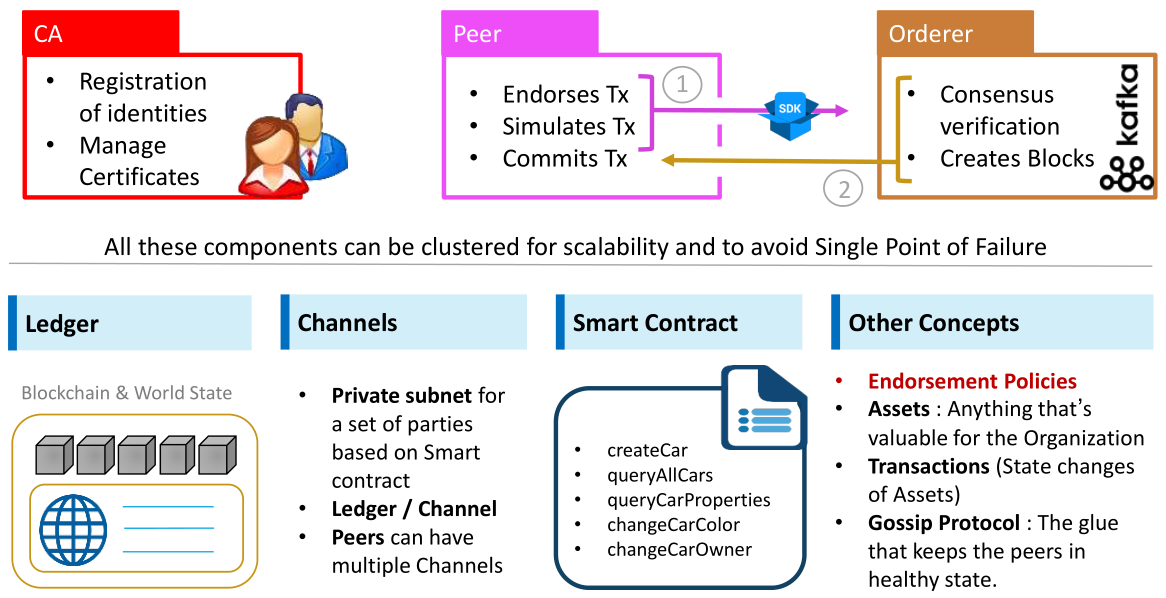 CA
• Registration
of identities
• Manage
Certificates
Peer
• Endorses Tx
• Simulates Tx
• Commits Tx
1
SDK
2
Orderer
• Consensus
verification
• Creates Blocks
kafka
All these components can be clustered for scalability and to avoid Single Point of Failure
Ledger
Blockchain & World State
Channels
• Private subnet for
a set of parties
based on Smart
contract
• Ledger / Channel
• Peers can have
multiple Channels
Smart Contract
• createCar
• queryAllCars
• queryCarProperties
• changeCarColor
• changeCarOwner
Other Concepts
• Endorsement Policies
• Assets : Anything that’s
valuable for the Organization
• Transactions (State changes
of Assets)
• Gossip Protocol : The glue
that keeps the peers in
healthy state.